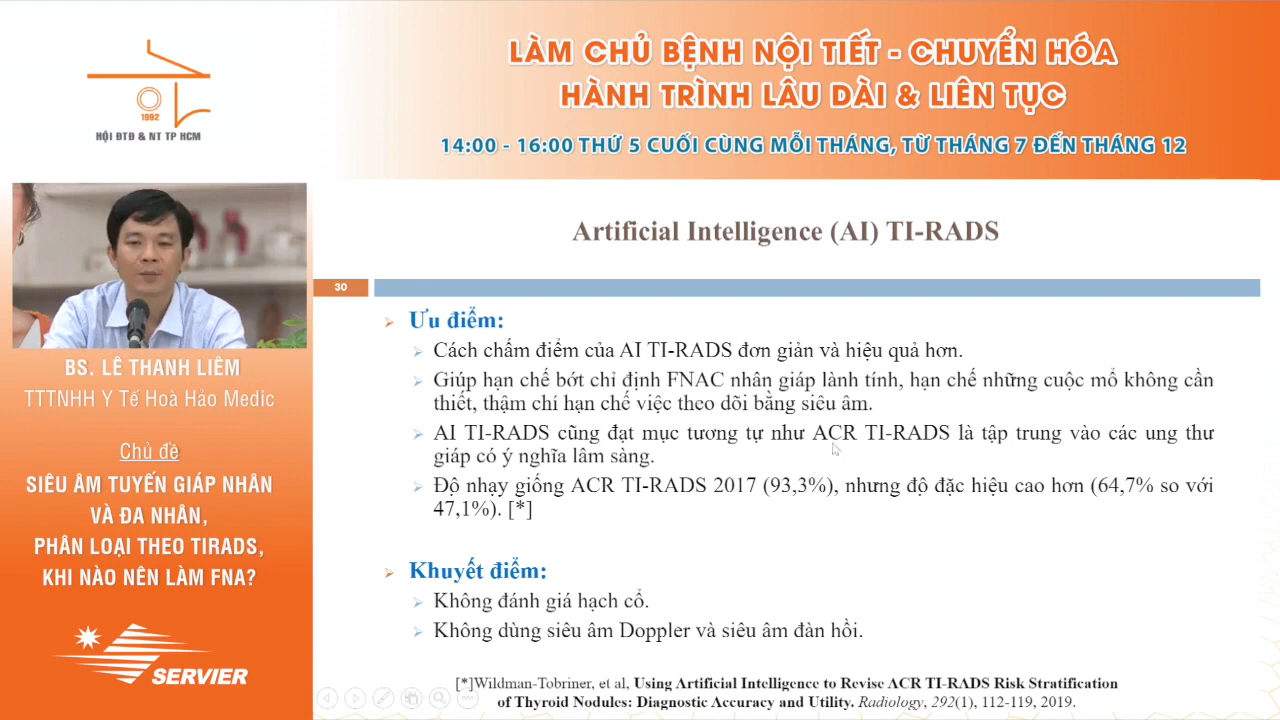 LÀM CHỦ BỆNH NỘI TIẾT - CHUYỂN HÓA
HÀNH TRÌNH LÂU DÀI & LIÊN TỤC
14:00 - 16:00 THỨ 5 CUỐI CÙNG MỖI THÁNG, TỪ THÁNG 7 ĐẾN THÁNG 12
1992
HỘI ĐTĐ & NT TP HCM
BS. LÊ THANH LIÊM
TTTNHH Y Tế Hoà Hảo Medic
Chủ đề
SIÊU ÂM TUYẾN GIÁP NHÂN
VÀ ĐA NHÂN,
PHÂN LOẠI THEO TIRADS,
KHI NÀO NÊN LÀM FNA?
SERVIER
Artificial Intelligence (AI) TI-RADS
30
Ưu điểm:
Cách chấm điểm của AI TI-RADS đơn giản và hiệu quả hơn.
Giúp hạn chế bớt chỉ định FNAC nhân giáp lành tính, hạn chế những cuộc mổ không cần
thiết, thậm chí hạn chế việc theo dõi bằng siêu âm.
AI TI-RADS cũng đạt mục tương tự như ACR TI-RADS là tập trung vào các ung thư
giáp có ý nghĩa lâm sàng.
Độ nhạy giống ACR TI-RADS 2017 (93,3%), nhưng độ đặc hiệu cao hơn (64,7% so với
47,1%). [*]
Khuyết điểm:
Không đánh giá hạch cổ.
Không dùng siêu âm Doppler và siêu âm đàn hồi.
[*]Wildman-Tobriner, et al, Using Artificial Intelligence to Revise ACR TI-RADS Risk Stratification
of Thyroid Nodules: Diagnostic Accuracy and Utility. Radiology, 292(1), 112-119, 2019.